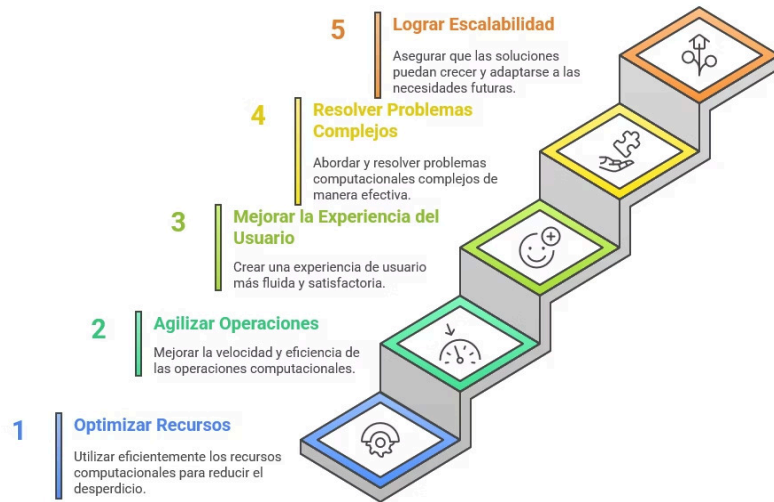 5
Lograr Escalabilidad
Asegurar que las soluciones
puedan crecer y adaptarse a las
necesidades futuras.
4
Resolver Problemas
Complejos
Abordar y resolver problemas
computacionales complejos de
manera efectiva.
3
Mejorar la Experiencia del
Usuario
Crear una experiencia de usuario
más fluida y satisfactoria.
2
Agilizar Operaciones
Mejorar la velocidad y eficiencia de
las operaciones computacionales.
1
Optimizar Recursos
Utilizar eficientemente los recursos
computacionales para reducir el
desperdicio.